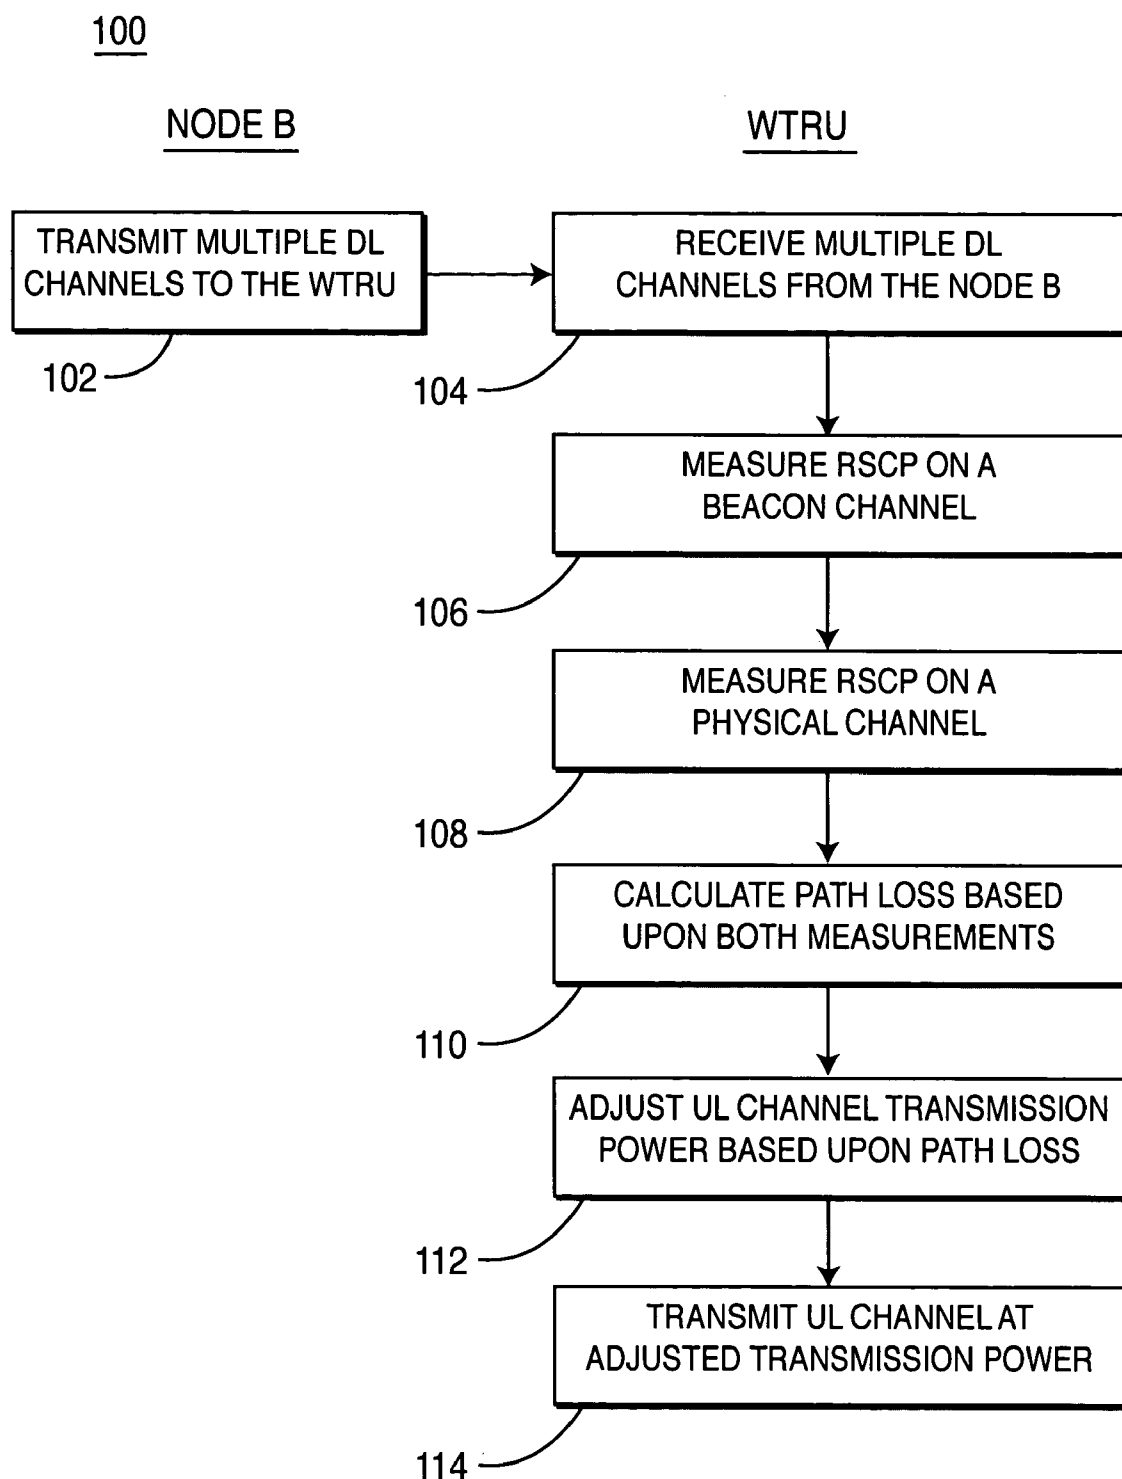 100
NODE B
WTRU
TRANSMIT MULTIPLE DL
CHANNELS TO THE WTRU
102
RECEIVE MULTIPLE DL
CHANNELS FROM THE NODE B
104
MEASURE RSCP ON A
BEACON CHANNEL
106
MEASURE RSCP ON A
PHYSICAL CHANNEL
108
CALCULATE PATH LOSS BASED
UPON BOTH MEASUREMENTS
110
ADJUST UL CHANNEL TRANSMISSION
POWER BASED UPON PATH LOSS
112
TRANSMIT UL CHANNEL AT
ADJUSTED TRANSMISSION POWER
114